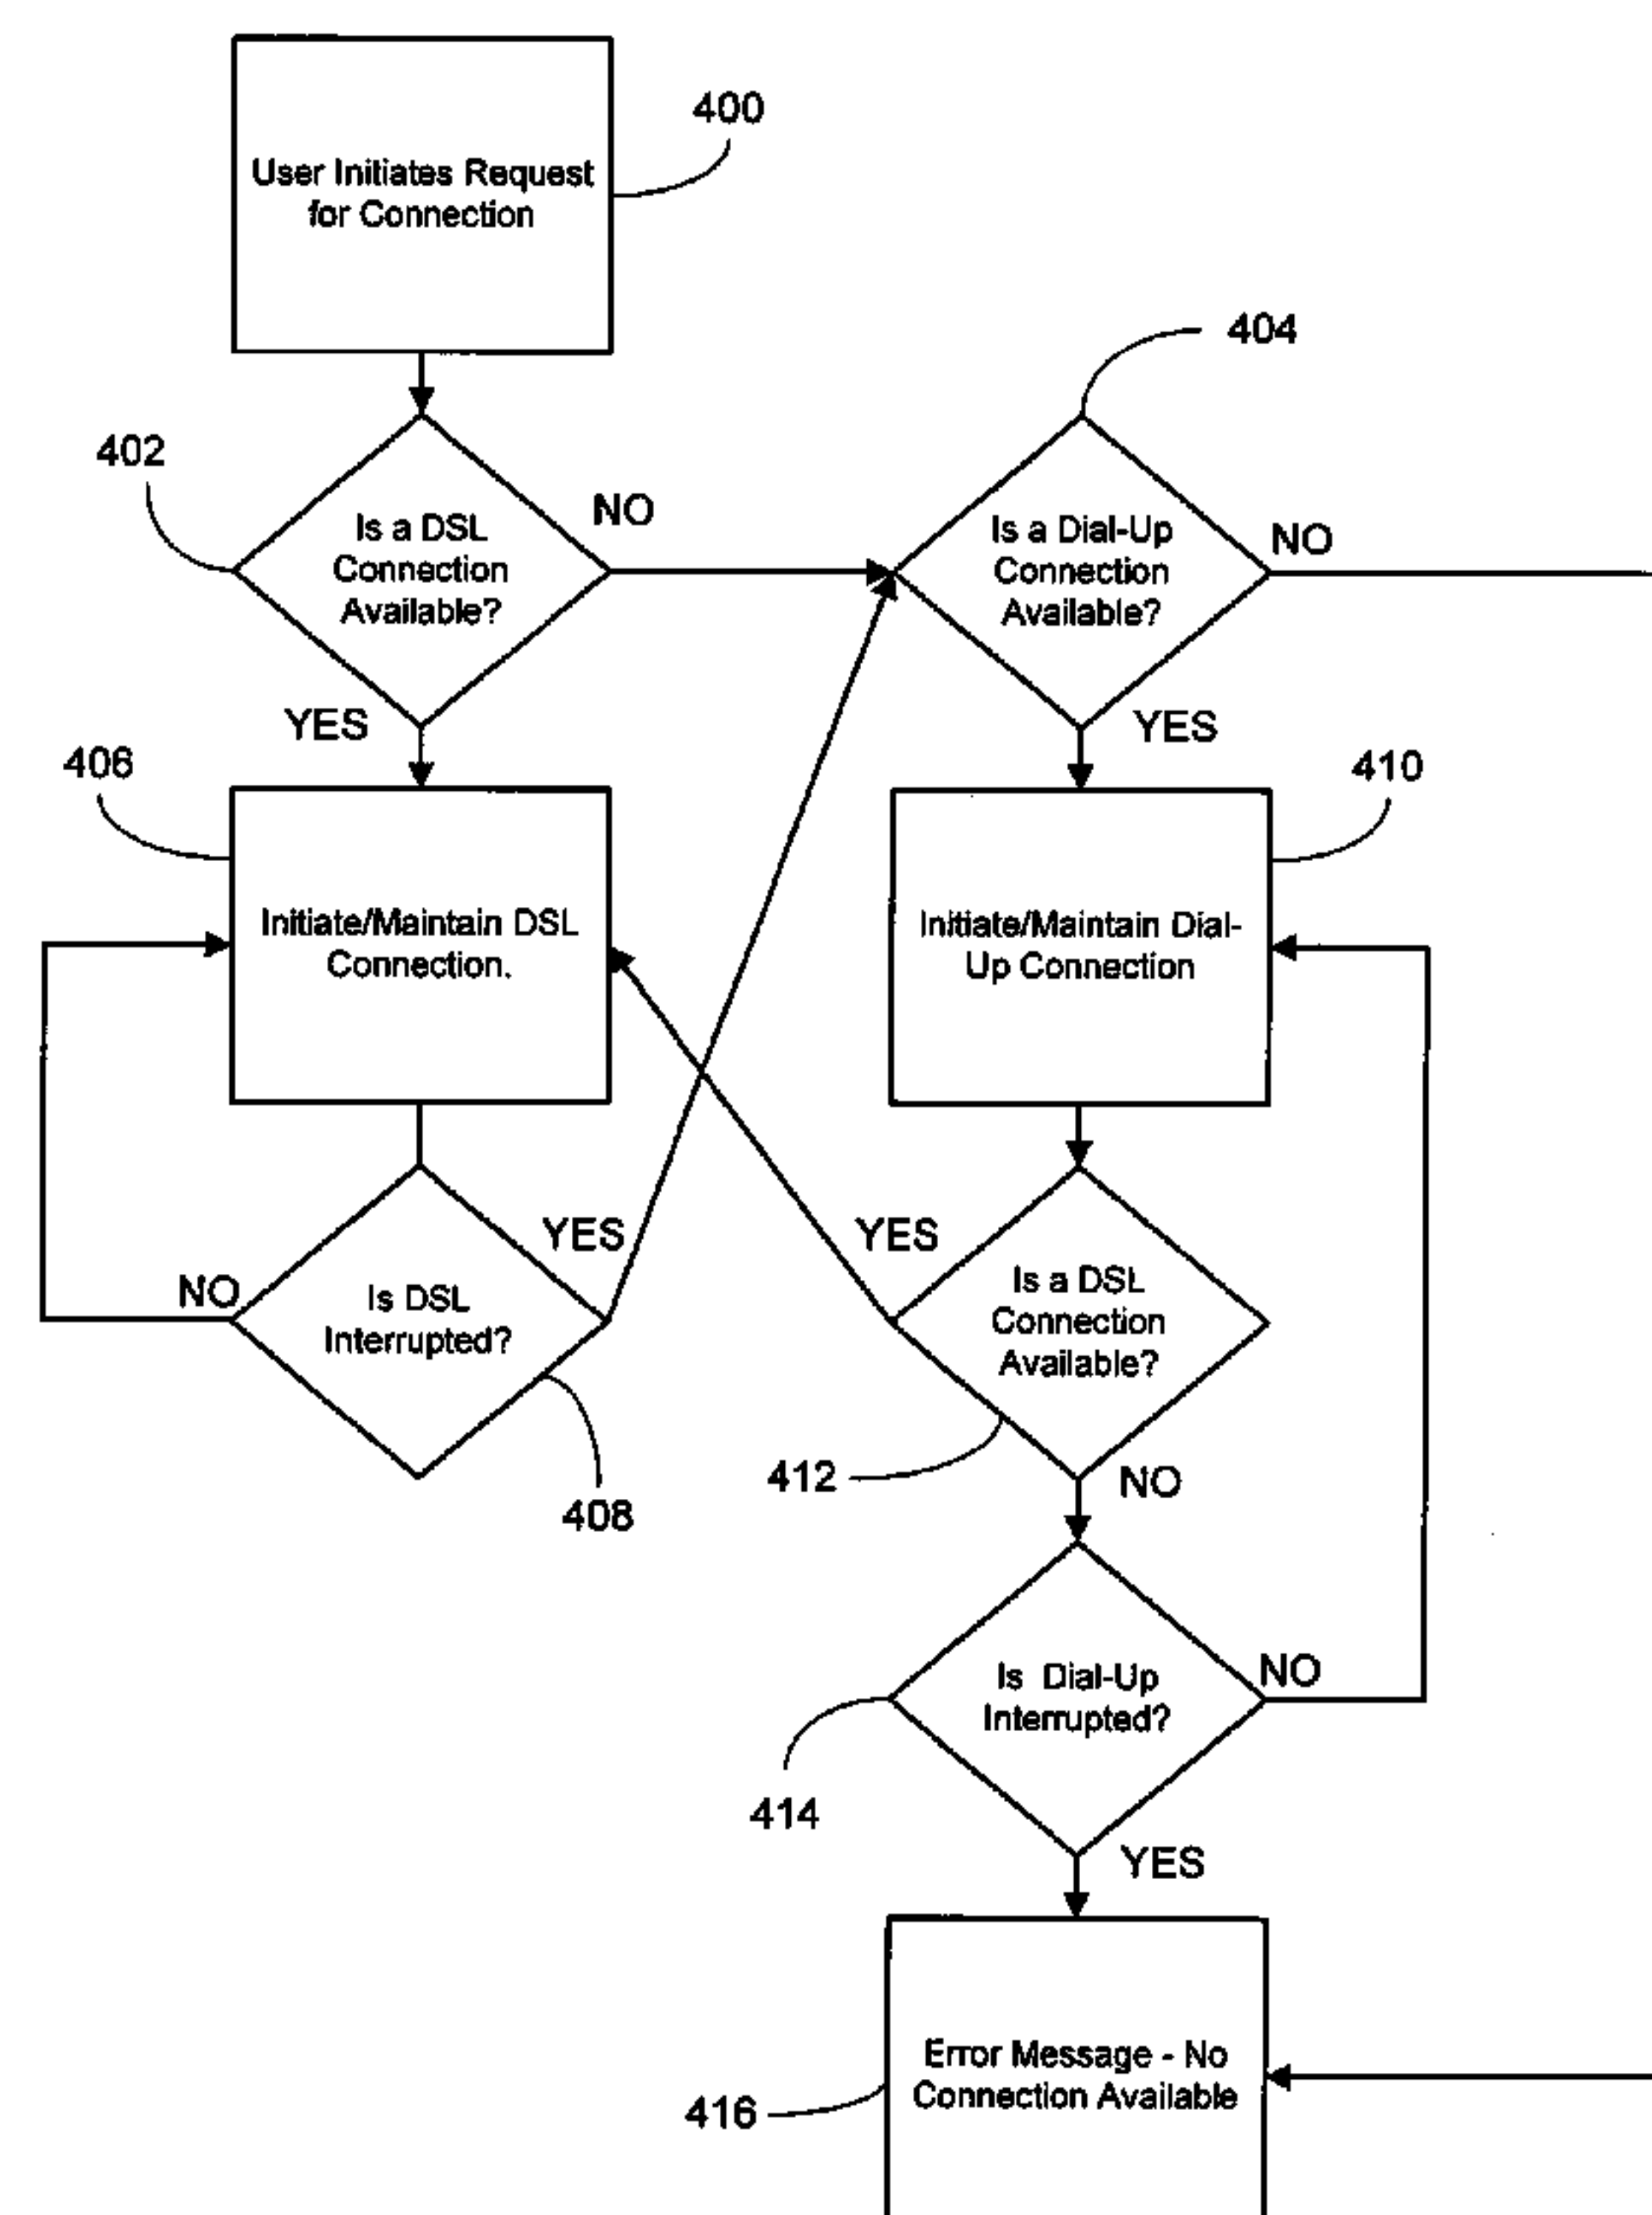 400
User Initiates Request
for Connection
404
402
NO
Is a DSL
Connection
Available?
Is a Dial-Up
Connection
Available?
NO
YES
YES
406
410
Initiate/Maintain DSL
Connection.
Initiate/Maintain Dial-
Up Connection
YES
YES
NO
Is DSL
Interrupted?
Is a DSL
Connection
Available?
412
NO
408
Is Dial-Up
Interrupted?
NO
414
YES
Error Message - No
Connection Available
416